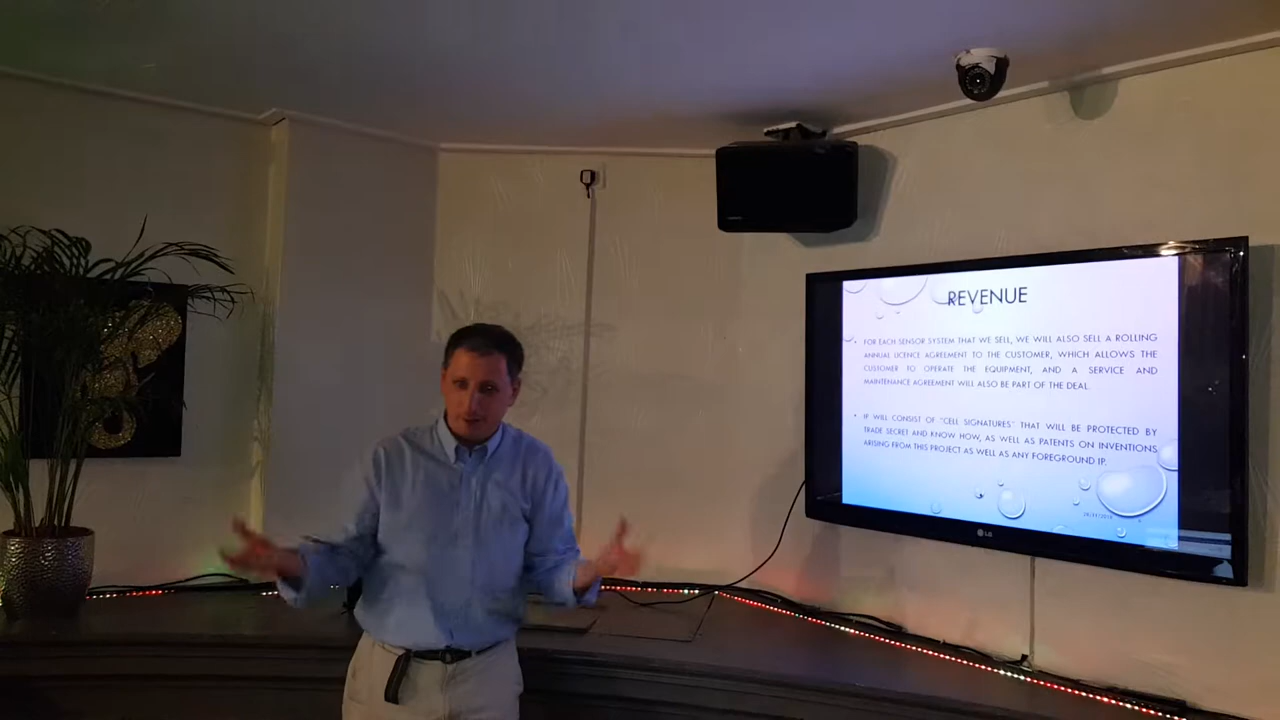 REVENUE
FOR EACH SENSOR SYSTEM THAT WE SELL, WE WILL ALSO SELL A ROLLING
ANNUAL LICENCE AGREEMENT TO THE CUSTOMER, WHICH ALLOWS THE
CUSTOMER TO OPERATE THE EQUIPMENT, AND A SERVICE AND
MAINTENANCE AGREEMENT WILL ALSO BE PART OF THE DEAL.
IP WILL CONSIST OF "CELL SIGNATURES" THAT WILL BE PROTECTED BY
TRADE SECRET AND KNOW HOW, AS WELL AS PATENTS ON INVENTIONS
ARISING FROM THIS PROJECT AS WELL AS ANY FOREGROUND IP.
LG